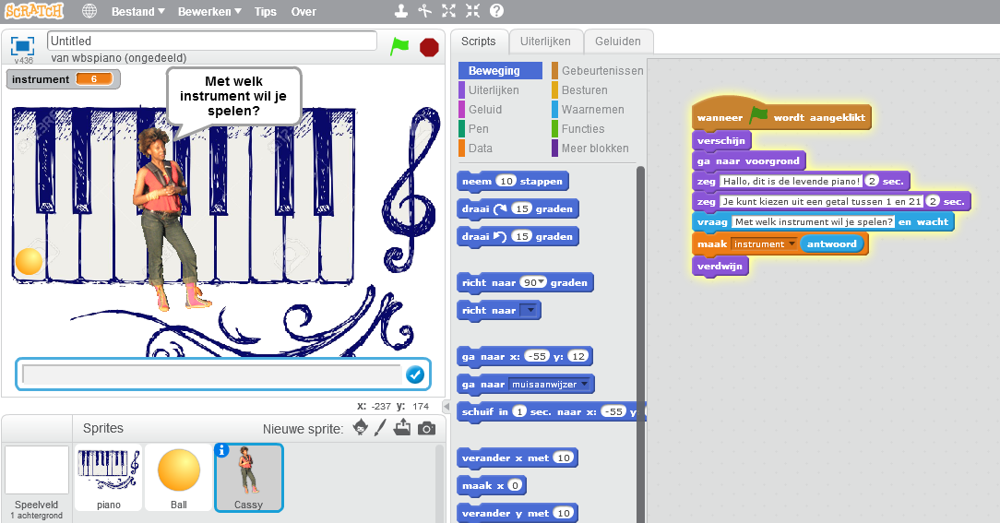 SCRATCH Bestand Bewerken Tips Over
Untitled
van wbspiano (ongedeeld)
v436
instrument 6
Met welk
instrument wil je
spelen?
x: -237 y: 174
Sprites Nieuwe sprite:
Speelveld
1 achtergrond
piano
Ball
Cassy
Scripts Uiterlijken Geluiden
Beweging Gebeurtenissen
Uiterlijken Besturen
Geluid Waarnemen
Pen Functies
Data Meer blokken
neem 10 stappen
draai 15 graden
draai 15 graden
richt naar 90 graden
richt naar
ga naar x: -55 y: 12
ga naar muisaanwijzer
schuif in 1 sec. naar x: -55 y
verander x met 10
maak x 0
verander y met 10
wanneer wordt aangeklikt
verschijn
ga naar voorgrond
zeg Hallo, dit is de levende piano! 2 sec.
zeg Je kunt kiezen uit een getal tussen 1 en 21 2 sec.
vraag Met welk instrument wil je spelen? en wacht
maak instrument antwoord
verdwijn